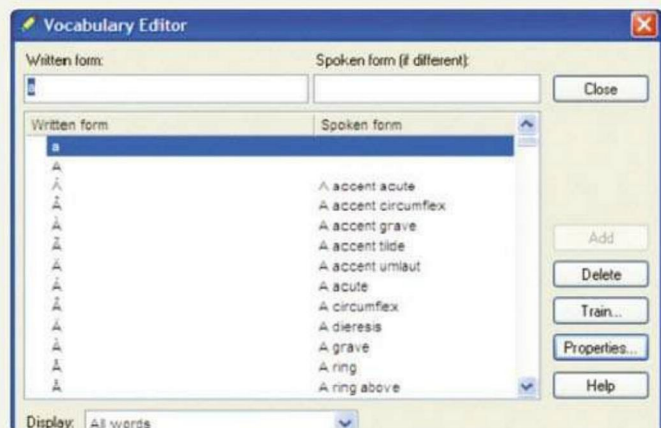 Vocabulary Editor
Written form: Spoken form (if different):
a Close
Written form Spoken form
a
A
Á A accent acute
Â A accent circumflex
À A accent grave
Ã A accent tilde
Ä A accent umlaut
Á A acute
Â A circumflex
Ä A dieresis
À A grave
Å A ring
Å A ring above
Add
Delete
Train...
Properties...
Help
Display: All words